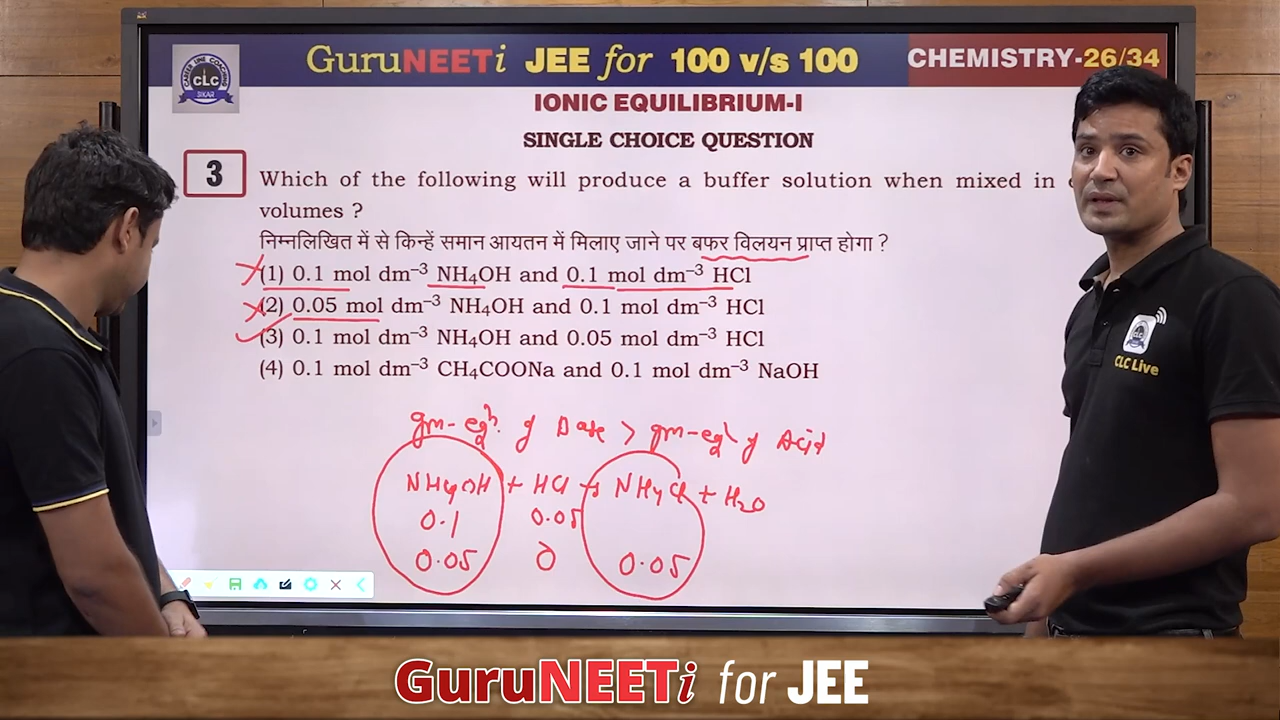 GuruNEETi JEE for 100 v/s 100
CHEMISTRY-26/34
CLC
SIKAR
IONIC EQUILIBRIUM-I
SINGLE CHOICE QUESTION
3
Which of the following will produce a buffer solution when mixed in
volumes ?
निम्नलिखित में से किन्हें समान आयतन में मिलाए जाने पर बफर विलयन प्राप्त होगा ?
(1) 0.1 mol dm⁻³ NH₄OH and 0.1 mol dm⁻³ HCl
(2) 0.05 mol dm⁻³ NH₄OH and 0.1 mol dm⁻³ HCl
(3) 0.1 mol dm⁻³ NH₄OH and 0.05 mol dm⁻³ HCl
(4) 0.1 mol dm⁻³ CH₄COONa and 0.1 mol dm⁻³ NaOH
gm-eqⁿ. of Base > gm-eqⁿ of Acid
NH₄OH + HCl → NH₄Cl + H₂O
0.1 0.05
0.05 0 0.05
CLC
CLC Live
GuruNEETi for JEE